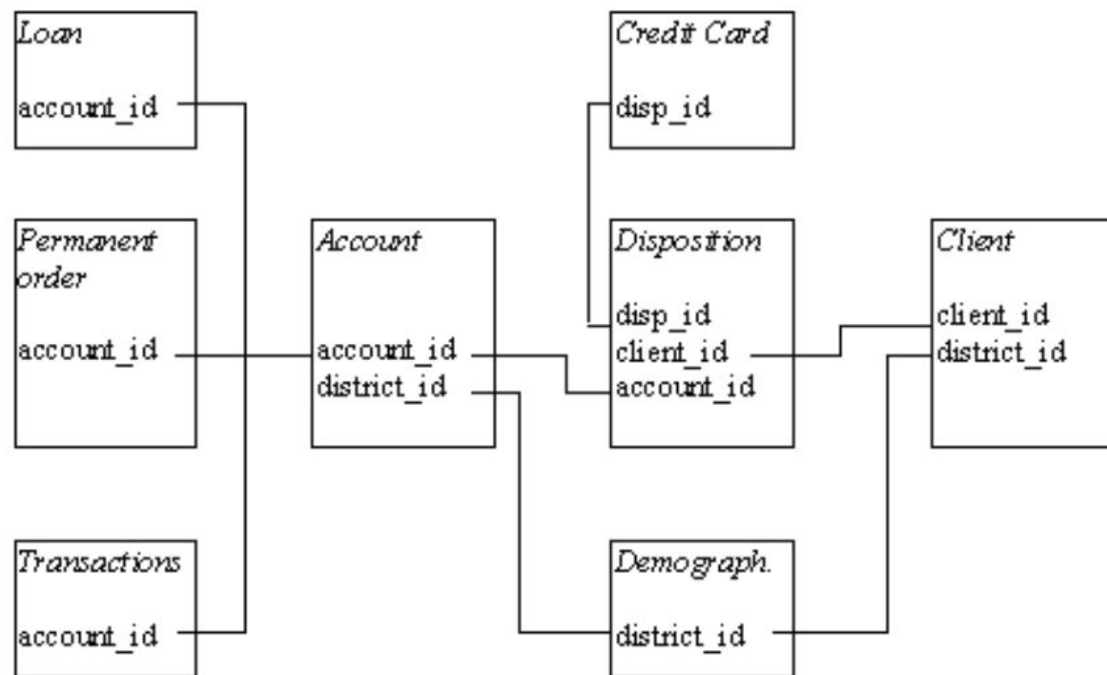 Loan
account_id
Credit Card
disp_id
Permanent
order
account_id
Account
account_id
district_id
Disposition
disp_id
client_id
account_id
Client
client_id
district_id
Transactions
account_id
Demograph.
district_id